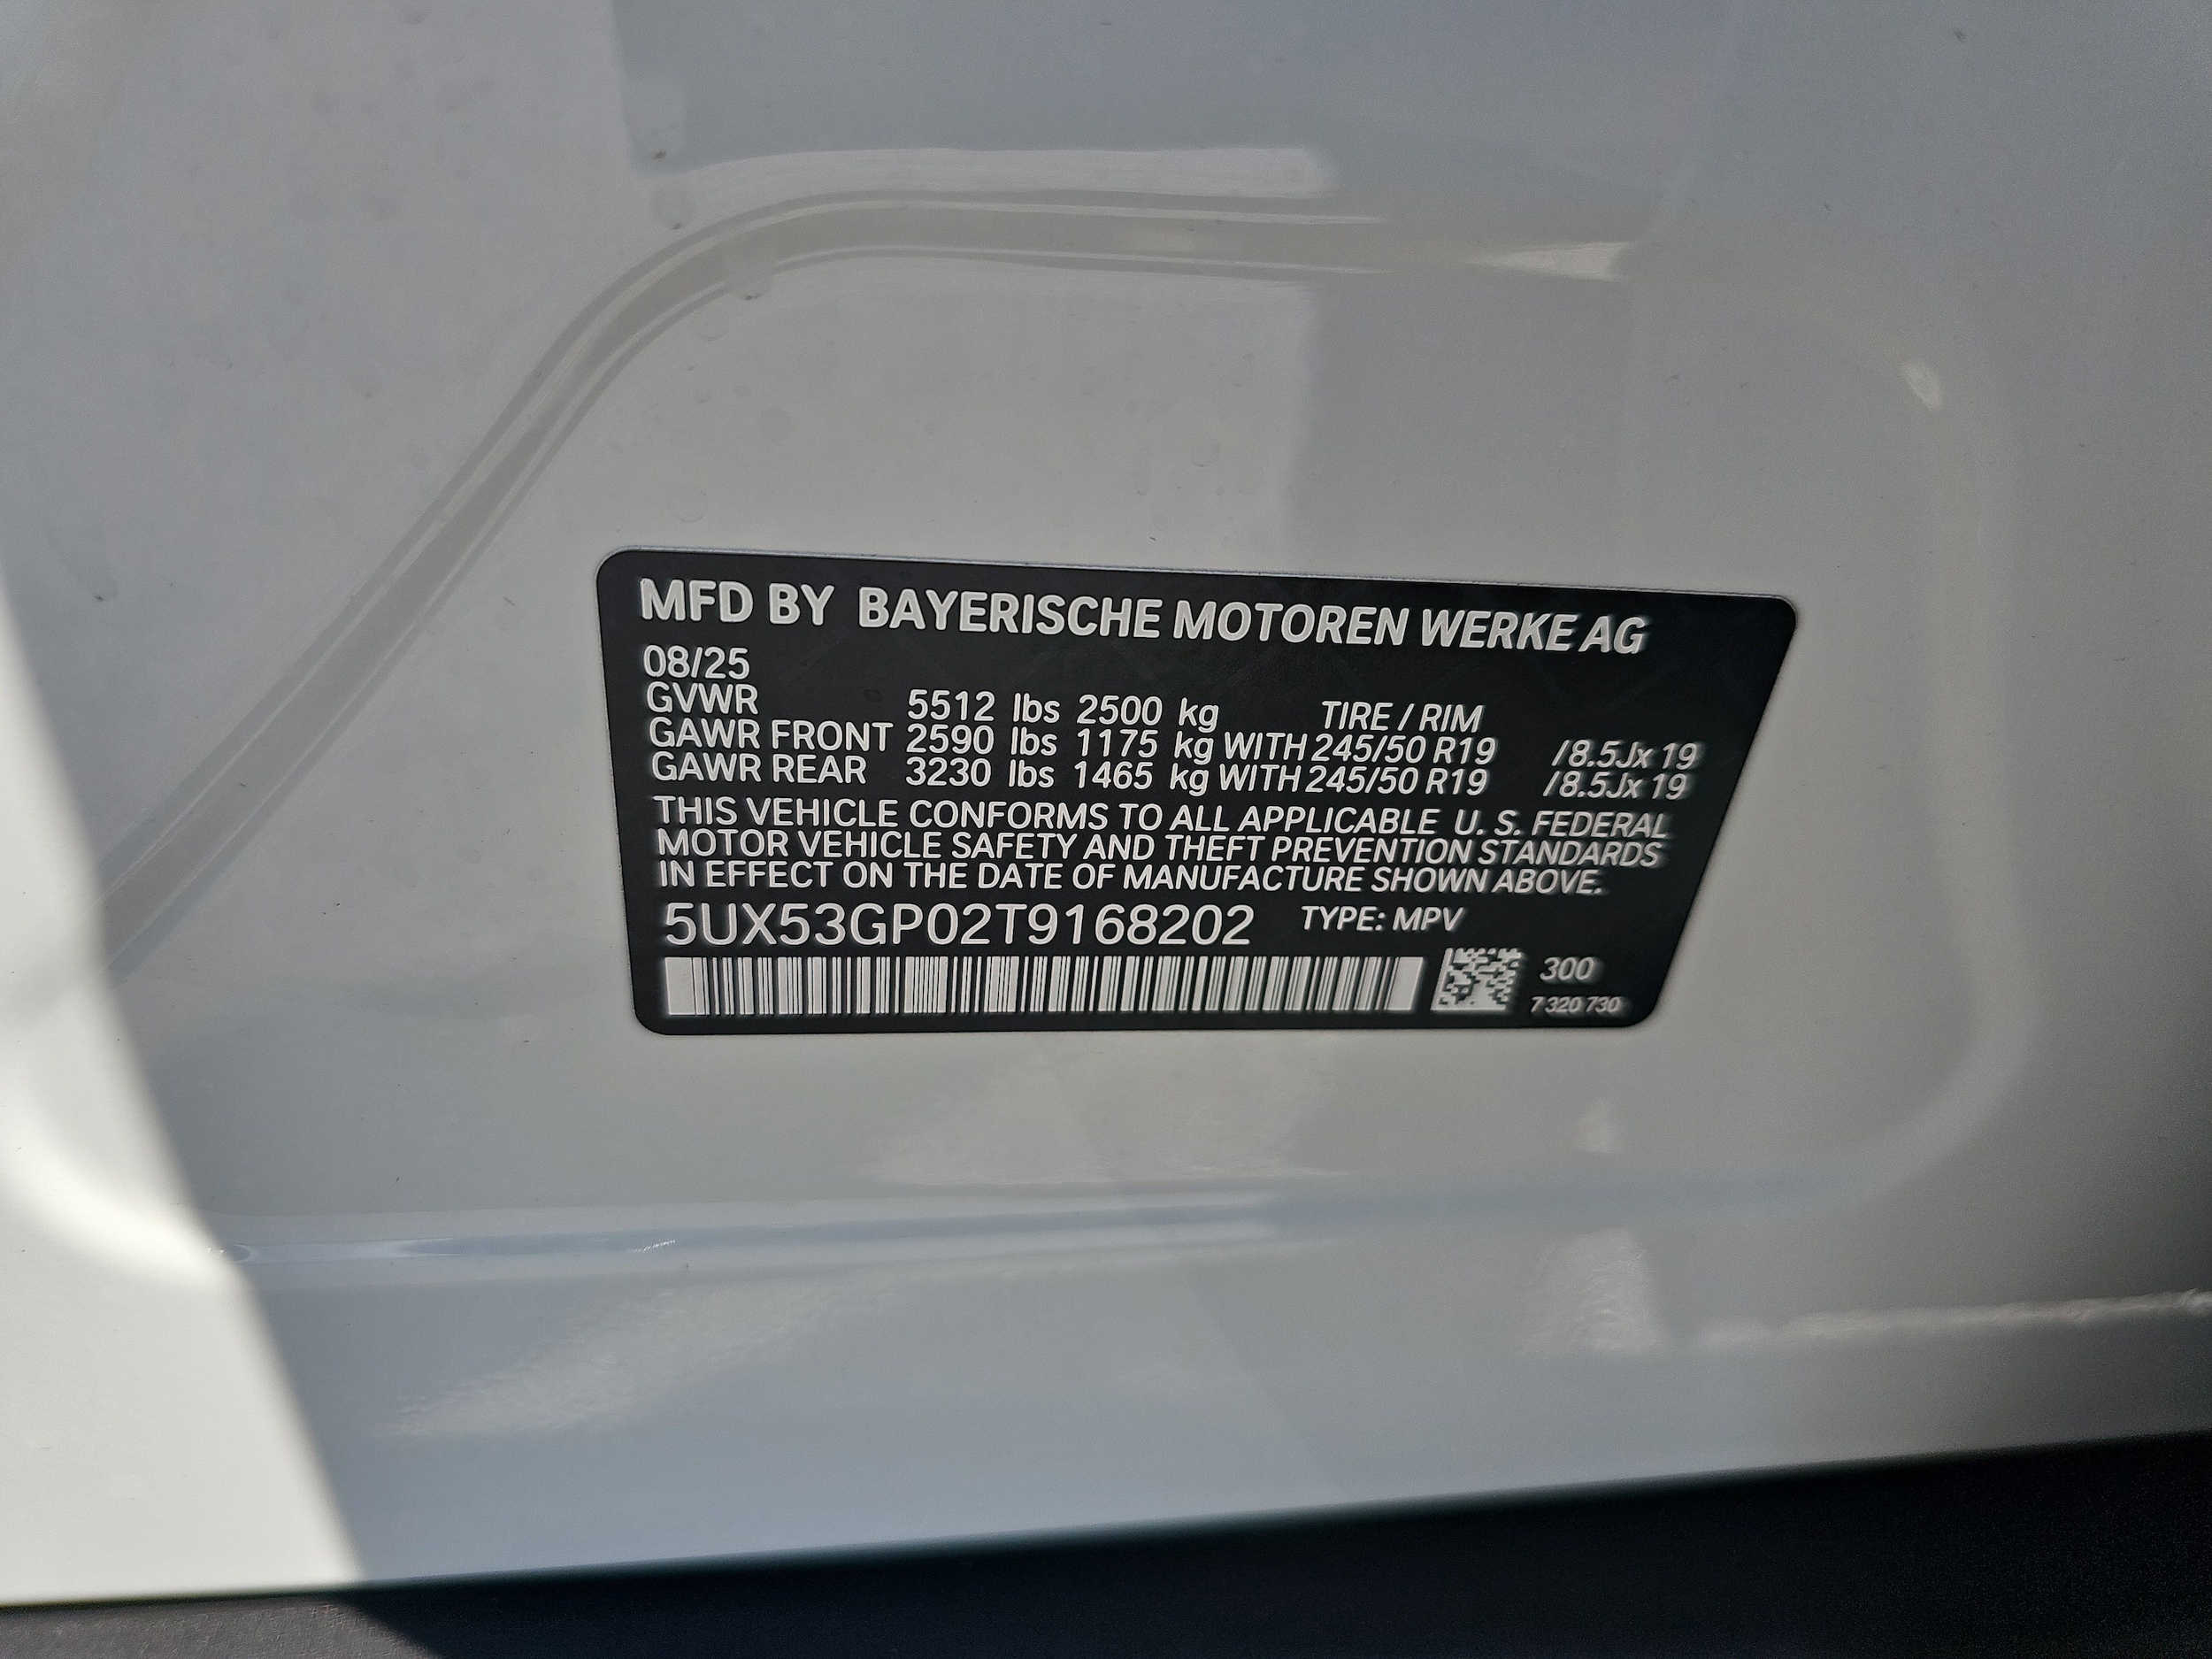 MFD BY BAYERISCHE MOTOREN WERKE AG
08/25
GVWR 5512 lbs 2500 kg TIRE / RIM
GAWR FRONT 2590 lbs 1175 kg WITH 245/50 R19 /8.5Jx 19
GAWR REAR 3230 lbs 1465 kg WITH 245/50 R19 /8.5Jx 19
THIS VEHICLE CONFORMS TO ALL APPLICABLE U. S. FEDERAL
MOTOR VEHICLE SAFETY AND THEFT PREVENTION STANDARDS
IN EFFECT ON THE DATE OF MANUFACTURE SHOWN ABOVE.
5UX53GP02T9168202 TYPE: MPV
300
7 320 730